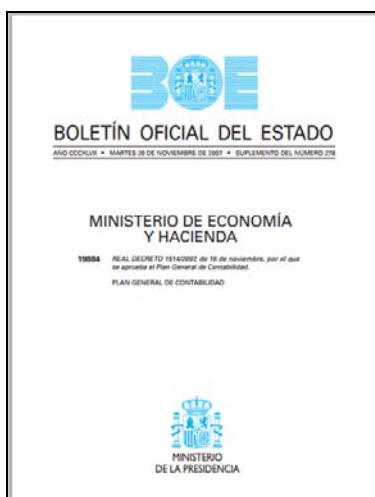 BOE
BOLETÍN OFICIAL DEL ESTADO
AÑO CCCXLVII • MARTES 20 DE NOVIEMBRE DE 2007 • SUPLEMENTO DEL NÚMERO 278
MINISTERIO DE ECONOMÍA
Y HACIENDA
19884 REAL DECRETO 1514/2007, de 16 de noviembre, por el que
se aprueba el Plan General de Contabilidad.
PLAN GENERAL DE CONTABILIDAD
MINISTERIO
DE LA PRESIDENCIA